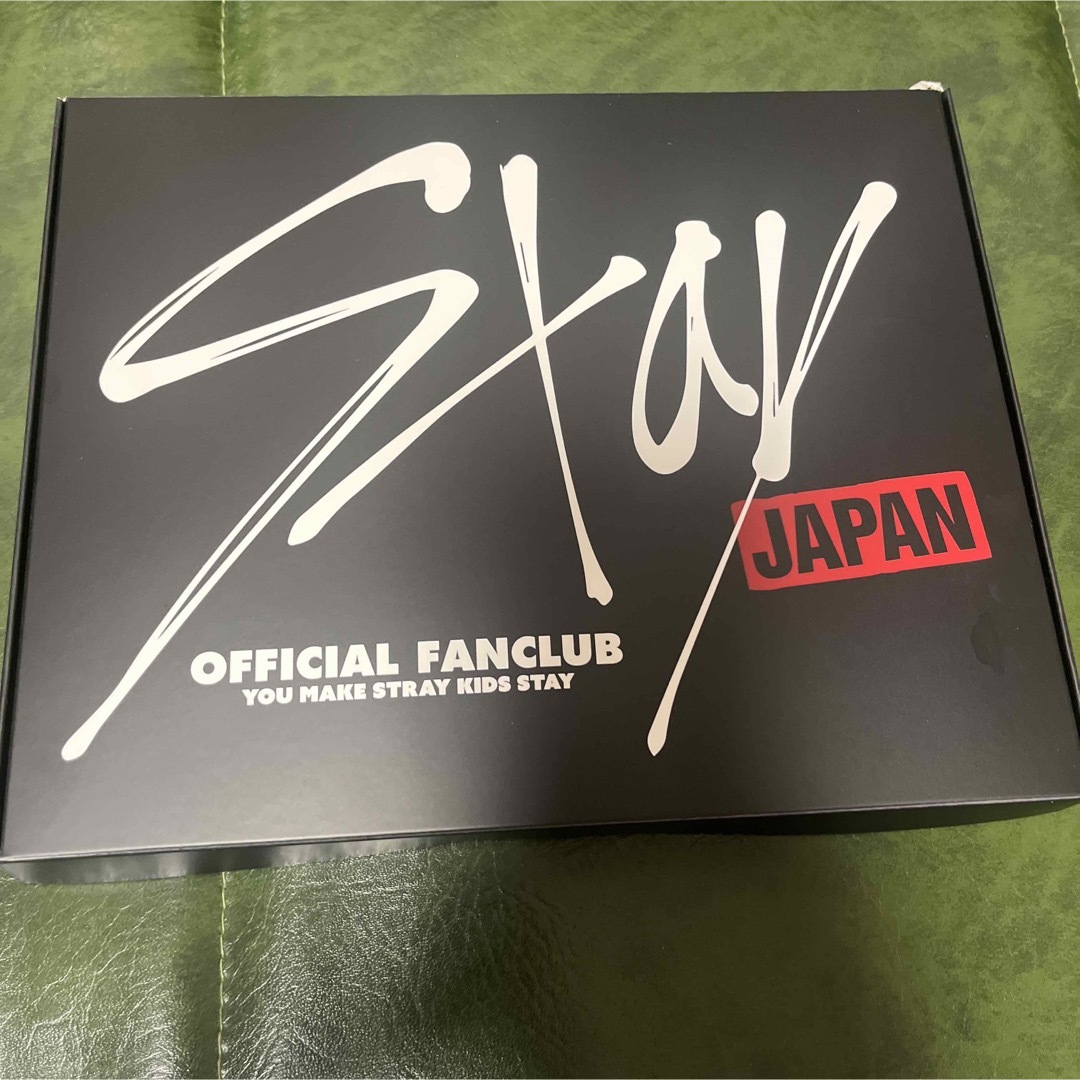 Stay
JAPAN
OFFICIAL FANCLUB
YOU MAKE STRAY KIDS STAY